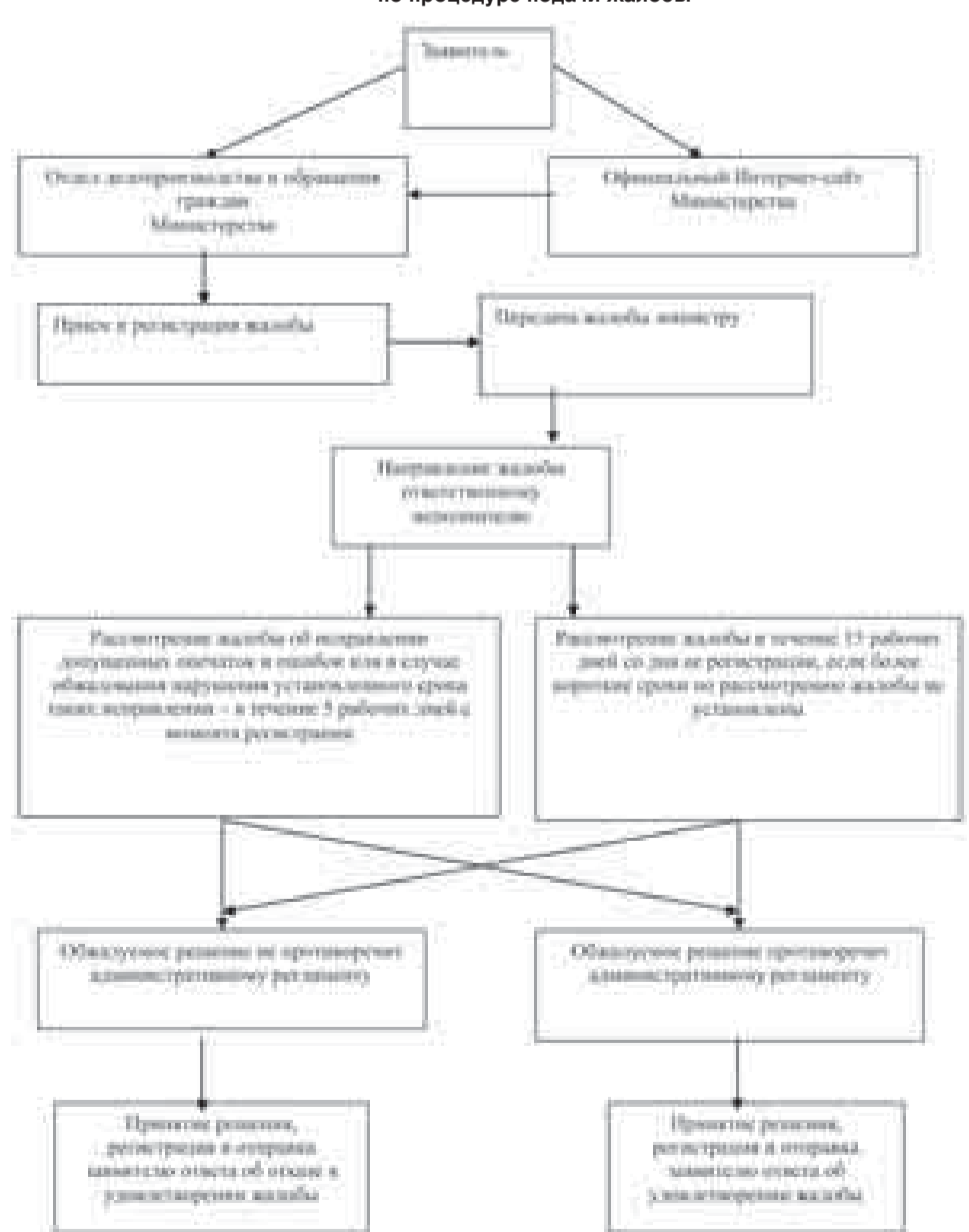 по процедуре подачи жалобы
Заявитель
Отдел делопроизводства и обращения
граждан
Министерства
Официальный Интернет-сайт
Министерства
Прием и регистрация жалобы
Передача жалобы министру
Направление жалобы
ответственному
исполнителю
Рассмотрение жалобы об исправлении
допущенных опечаток и ошибок или в случае
обжалования нарушения установленного срока
таких исправлений – в течение 5 рабочих дней с
момента регистрации
Рассмотрение жалобы в течение 15 рабочих
дней со дня ее регистрации, если более
короткие сроки по рассмотрению жалобы не
установлены
Обжалуемое решение не противоречит
административному регламенту
Обжалуемое решение противоречит
административному регламенту
Принятие решения,
регистрация и отправка
заявителю ответа об отказе в
удовлетворении жалобы
Принятие решения,
регистрация и отправка
заявителю ответа об
удовлетворении жалобы